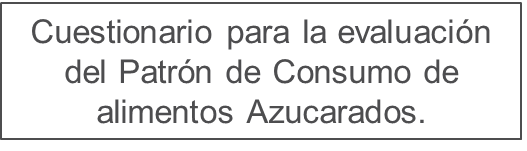 Cuestionario para la evaluación
del Patrón de Consumo de
alimentos Azucarados.